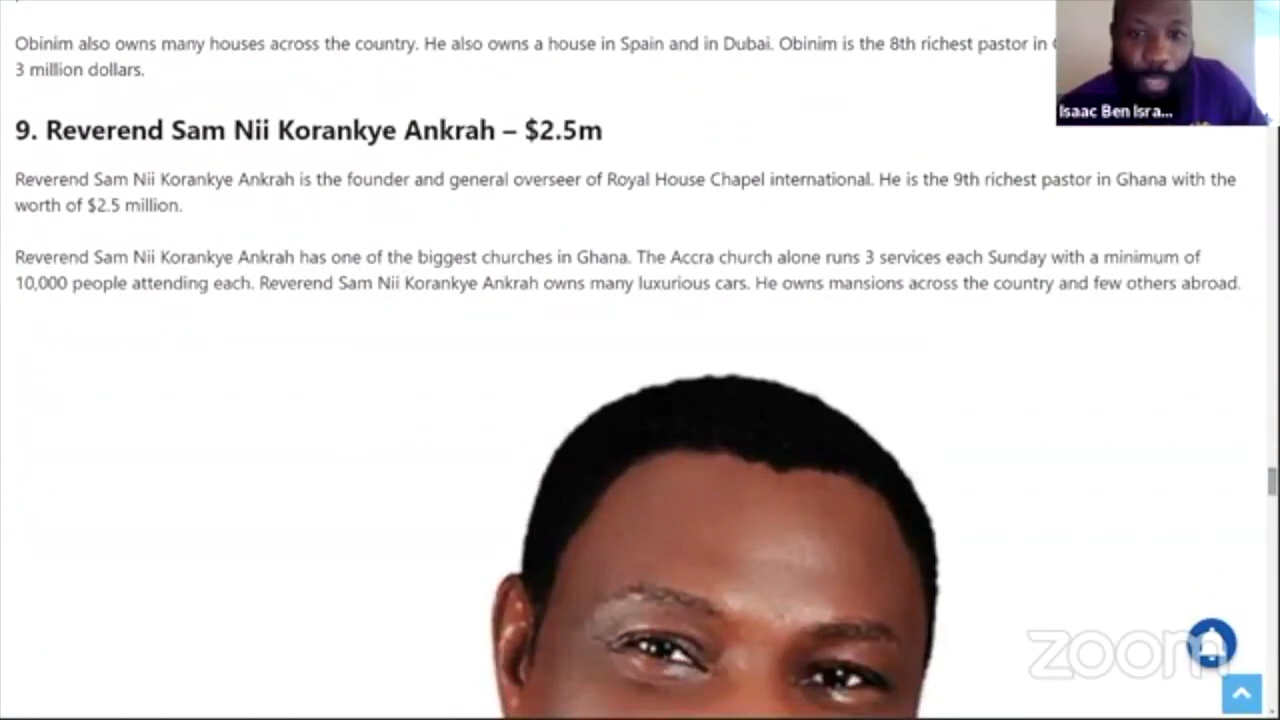 Obinim also owns many houses across the country. He also owns a house in Spain and in Dubai. Obinim is the 8th richest pastor in
3 million dollars.
9. Reverend Sam Nii Korankye Ankrah – $2.5m
Isaac Ben Isra...
Reverend Sam Nii Korankye Ankrah is the founder and general overseer of Royal House Chapel international. He is the 9th richest pastor in Ghana with the
worth of $2.5 million.
Reverend Sam Nii Korankye Ankrah has one of the biggest churches in Ghana. The Accra church alone runs 3 services each Sunday with a minimum of
10,000 people attending each. Reverend Sam Nii Korankye Ankrah owns many luxurious cars. He owns mansions across the country and few others abroad.
zoom